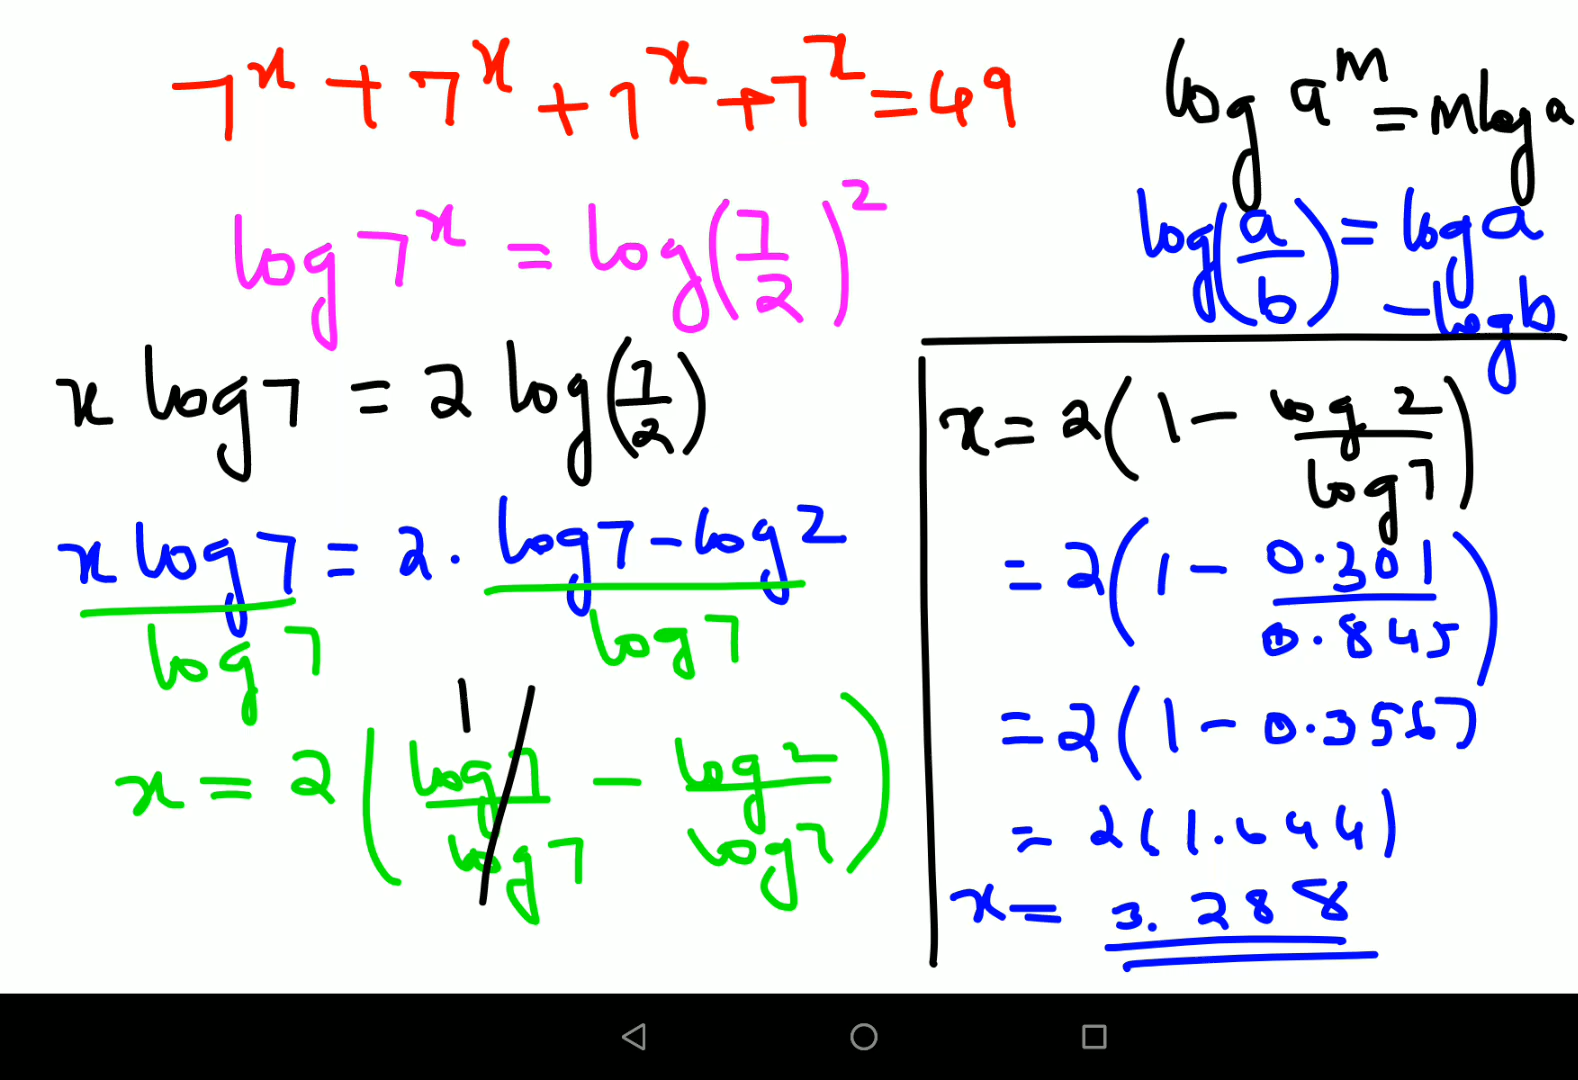 7^x + 7^x + 7^x + 7^x = 49
log 7^x = log(7/2)^2
x log 7 = 2 log(7/2)
x log 7 / log 7 = 2 . log 7 - log 2 / log 7
x = 2 ( log 7 / log 7 1 - log 2 / log 7 )
log a^m = m log a
log(a/b) = log a
- log b
x = 2 ( 1 - log 2 / log 7 )
= 2 ( 1 - 0.301 / 0.845 )
= 2 ( 1 - 0.3567
= 2 ( 1.644 )
x = 3.288